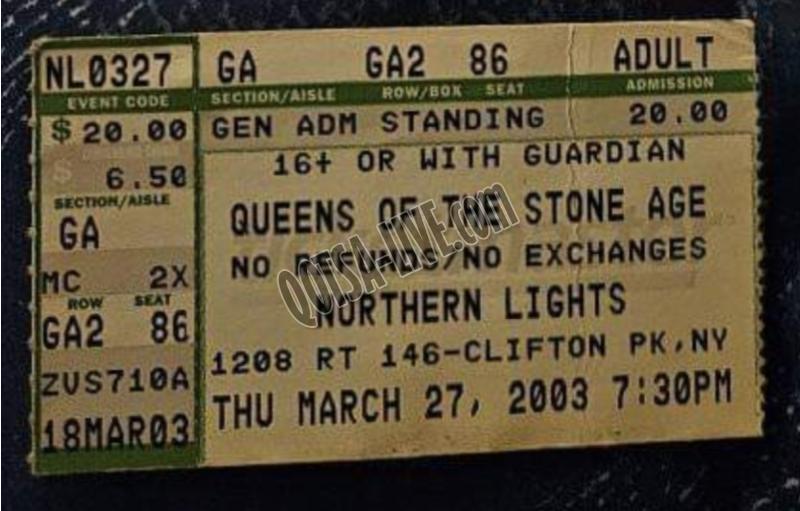 NL0327 GA GA2 86 ADULT
EVENT CODE SECTION/AISLE ROW/BOX SEAT ADMISSION
$ 20.00 GEN ADM STANDING 20.00
$ 6.50 16+ OR WITH GUARDIAN
SECTION/AISLE
GA QUEENS OF THE STONE AGE
MC 2X NO REFUNDS/NO EXCHANGES
ROW SEAT
GA2 86 NORTHERN LIGHTS
ZVS710A 1208 RT 146-CLIFTON PK,NY
18MAR03 THU MARCH 27, 2003 7:30PM
QOTSA-LIVE.com